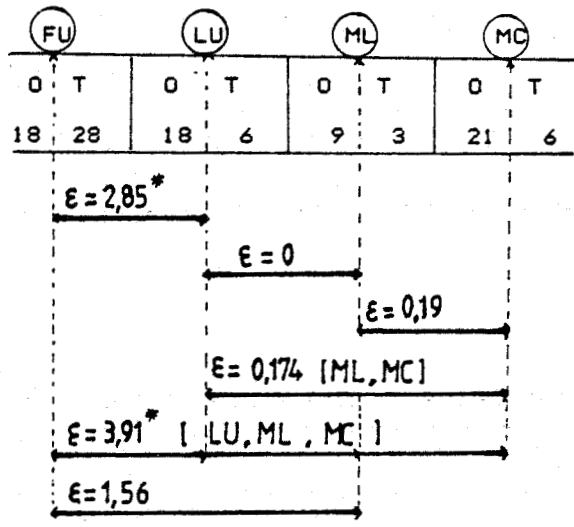 FU LU ML MC
O T O T O T O T
18 28 18 6 9 3 21 6
ε=2,85*
ε=0
ε=0,19
ε=0,174 [ML,MC]
ε=3,91* [ LU, ML , MC ]
ε=1,56